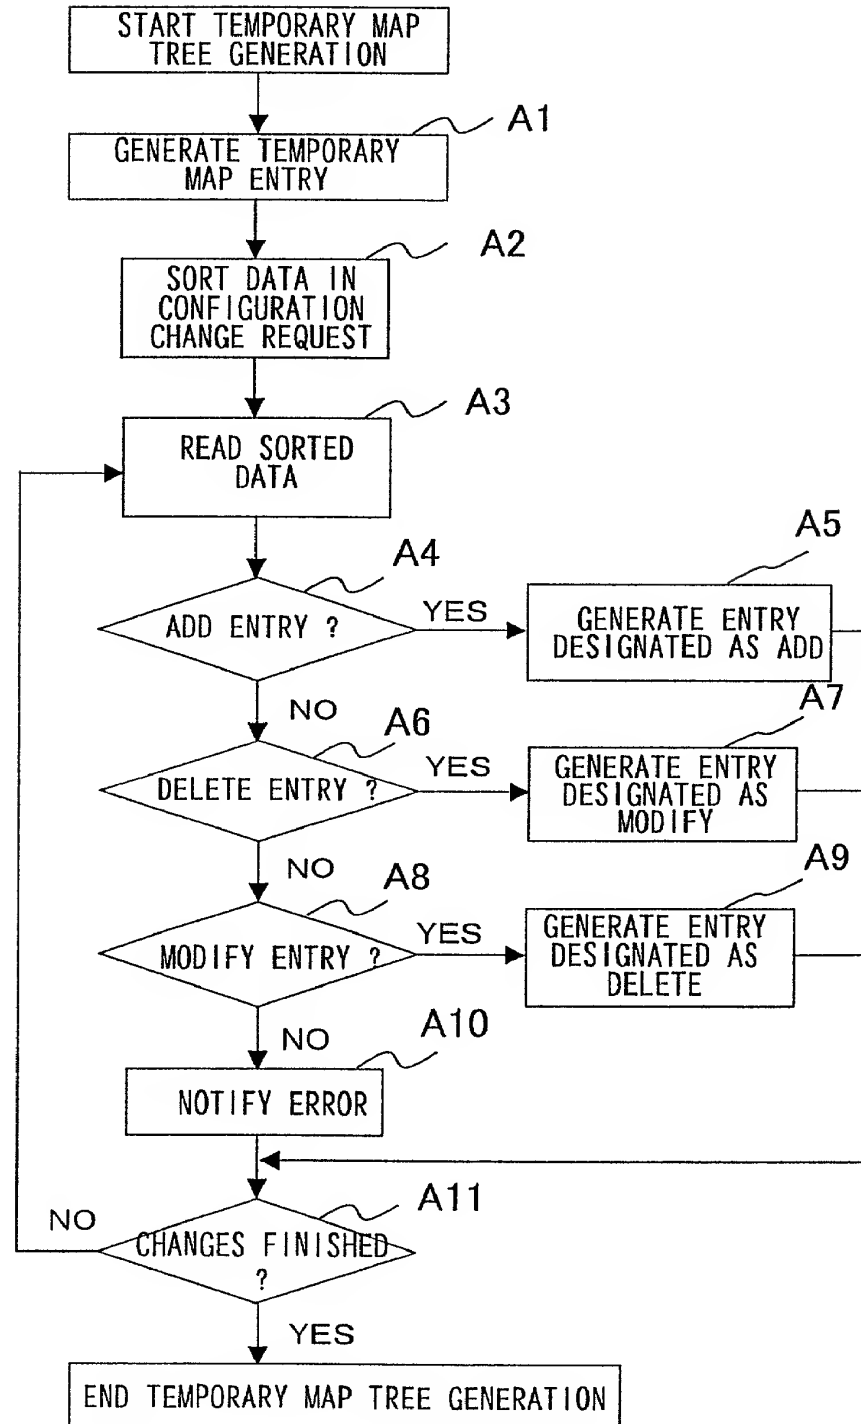 START TEMPORARY MAP
TREE GENERATION
A1
GENERATE TEMPORARY
MAP ENTRY
A2
SORT DATA IN
CONFIGURATION
CHANGE REQUEST
A3
READ SORTED
DATA
A4
ADD ENTRY ?
YES
A5
GENERATE ENTRY
DESIGNATED AS ADD
NO
A6
DELETE ENTRY ?
YES
A7
GENERATE ENTRY
DESIGNATED AS
MODIFY
NO
A8
MODIFY ENTRY ?
YES
A9
GENERATE ENTRY
DESIGNATED AS
DELETE
NO
A10
NOTIFY ERROR
A11
NO
CHANGES FINISHED
?
YES
END TEMPORARY MAP TREE GENERATION